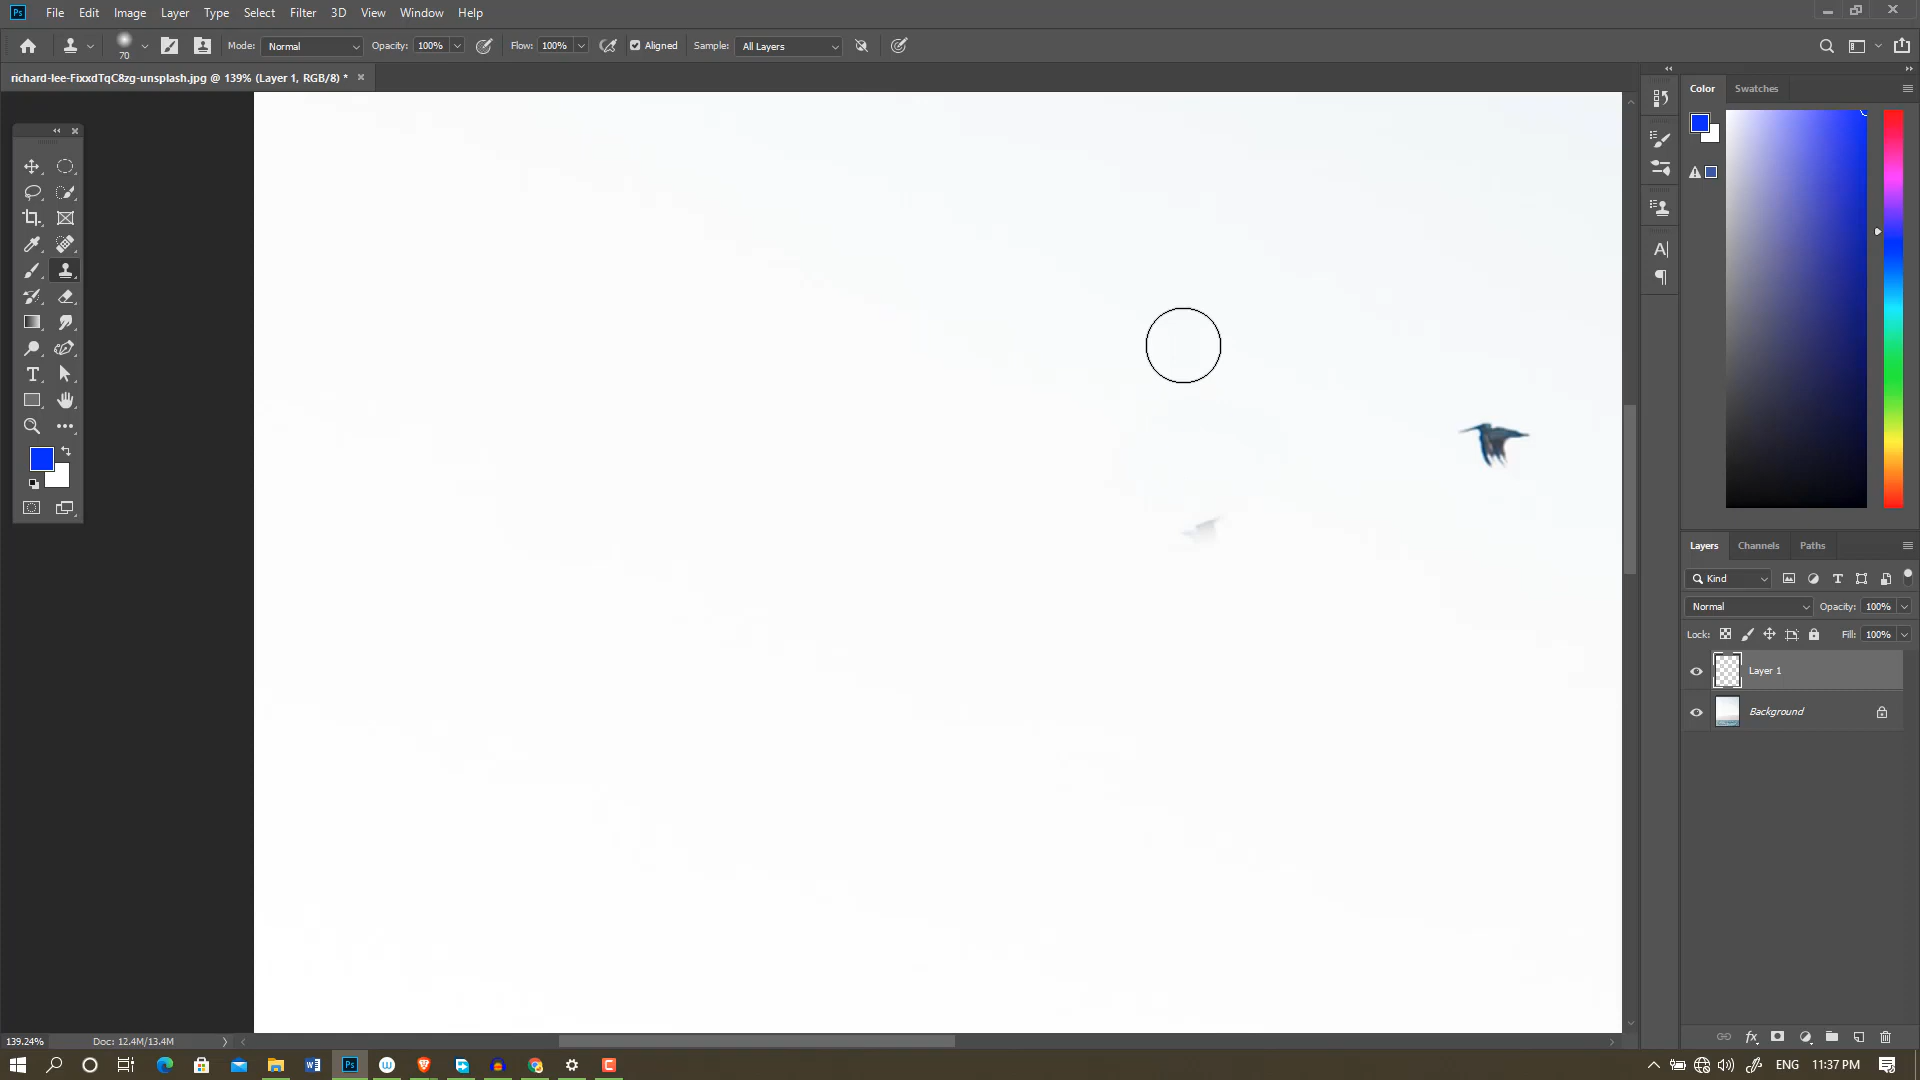 Ps File Edit Image Layer Type Select Filter 3D View Window Help
70 Mode: Normal Opacity: 100% Flow: 100% Aligned Sample: All Layers
richard-lee-FixxdTqC8zg-unsplash.jpg @ 139% (Layer 1, RGB/8) *
Color Swatches
Layers Channels Paths
Kind
Normal Opacity: 100%
Lock: Fill: 100%
Layer 1
Background
139.24% Doc: 12.4M/13.4M
ENG 11:37 PM